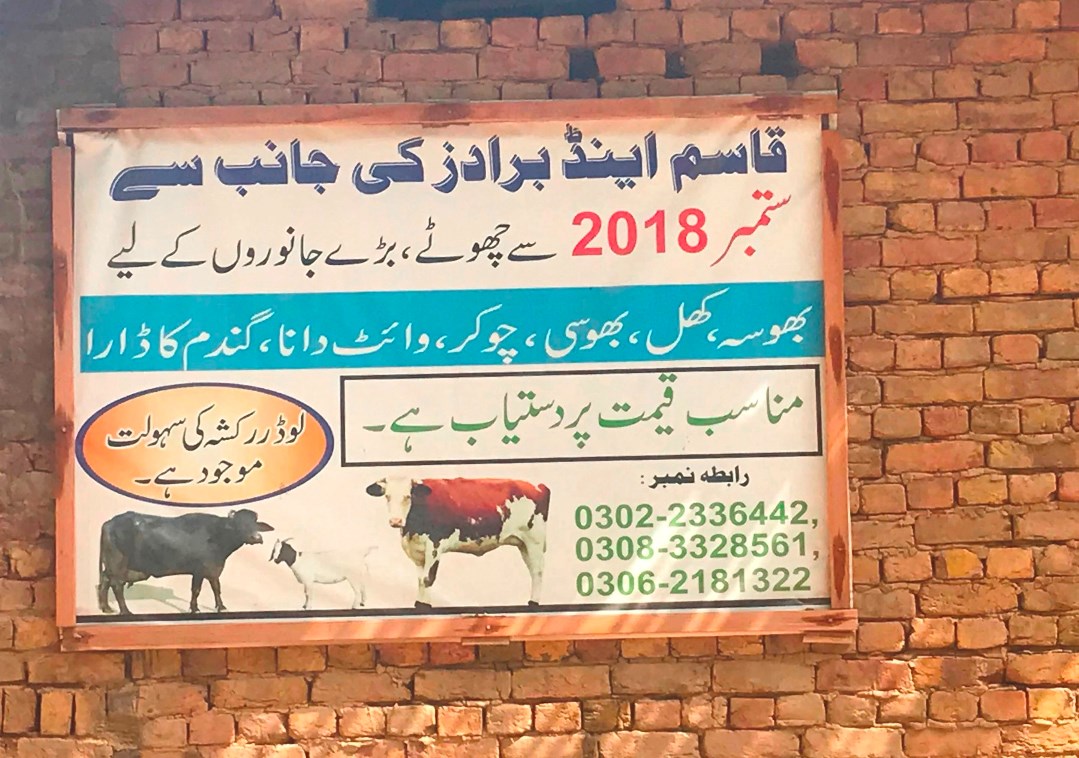 قاسم اینڈ برادز کی جانب سے
ستمبر 2018 سے چھوٹے، بڑے جانوروں کے لیے
بھوسہ، کھل، بھوسی، چوکر، وائٹ دانا، گندم کا ڈارا
مناسب قیمت پر دستیاب ہے۔
لوڈر رکشہ کی سہولت
موجود ہے۔
رابطہ نمبر:
0302-2336442,
0308-3328561,
0306-2181322